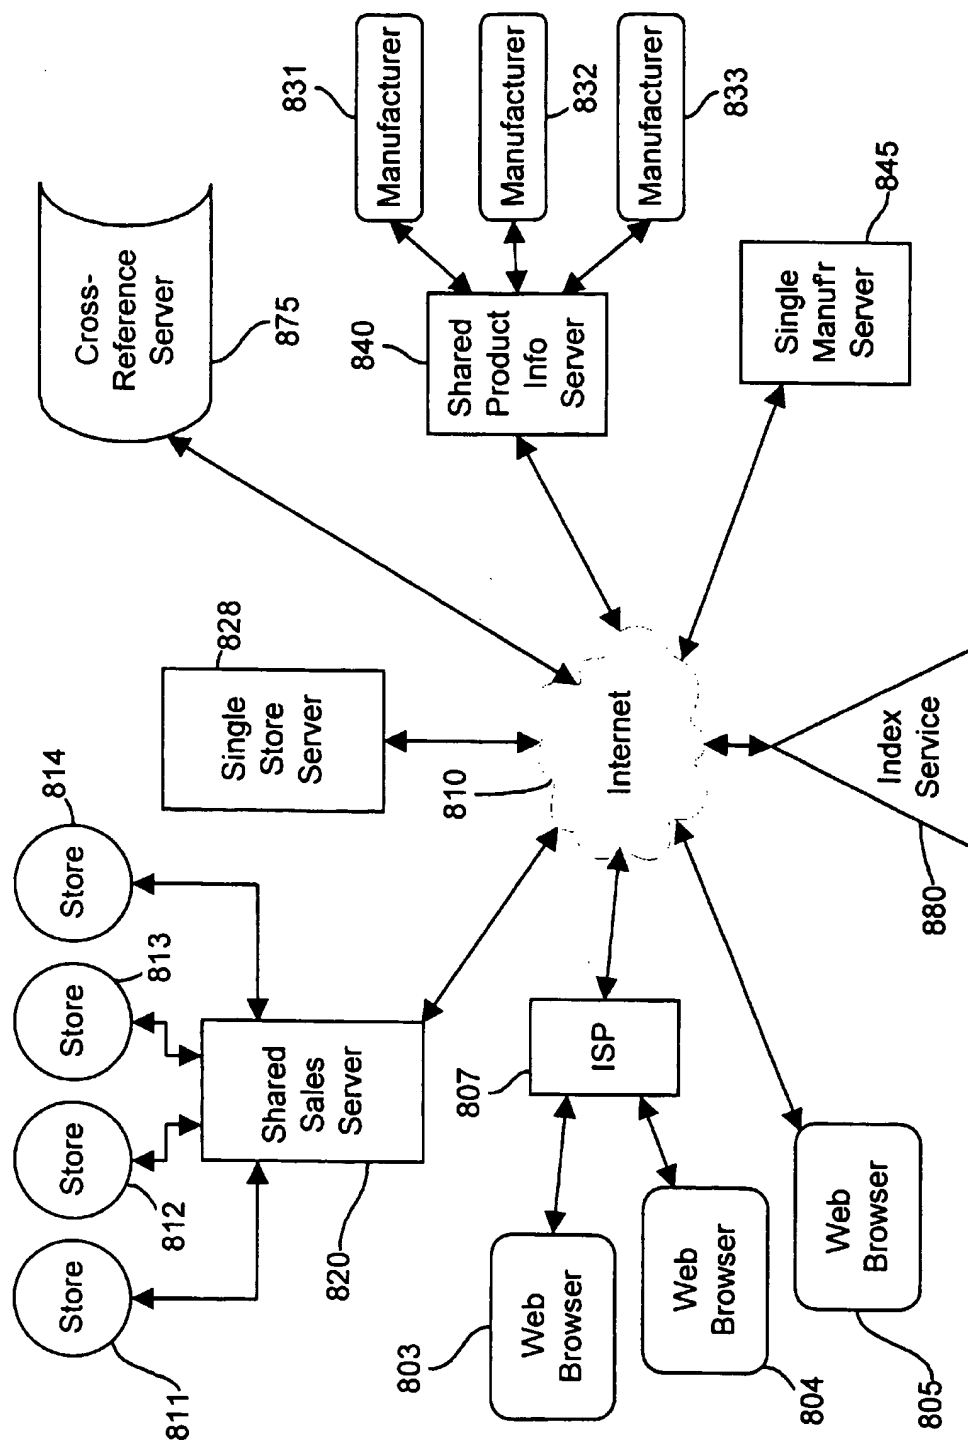 Store
811
Store
812
Store
813
Store
814
Shared
Sales
Server
820
Single
Store
Server
828
Cross-
Reference
Server
875
Web
Browser
803
Web
Browser
804
Web
Browser
805
ISP
807
Internet
810
Shared
Product
Info
Server
840
Manufacturer
831
Manufacturer
832
Manufacturer
833
Single
Manuf'r
Server
845
Index
Service
880